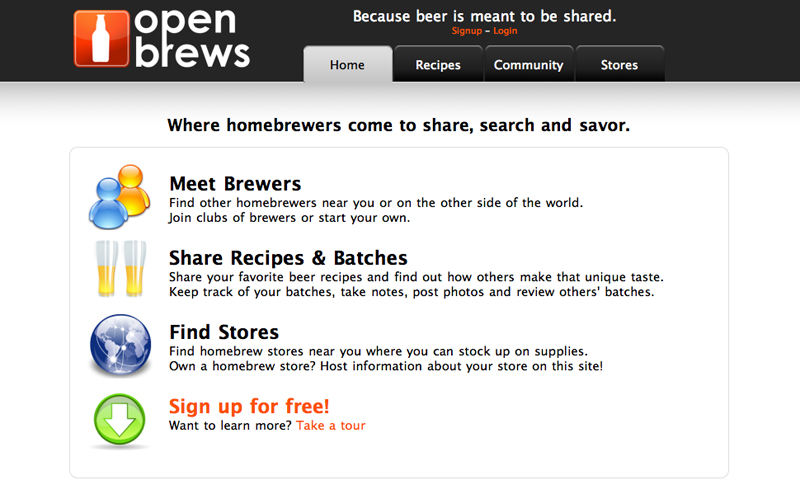 open
brews
Because beer is meant to be shared.
Signup – Login
Home
Recipes
Community
Stores
Where homebrewers come to share, search and savor.
Meet Brewers
Find other homebrewers near you or on the other side of the world.
Join clubs of brewers or start your own.
Share Recipes & Batches
Share your favorite beer recipes and find out how others make that unique taste.
Keep track of your batches, take notes, post photos and review others' batches.
Find Stores
Find homebrew stores near you where you can stock up on supplies.
Own a homebrew store? Host information about your store on this site!
Sign up for free!
Want to learn more? Take a tour